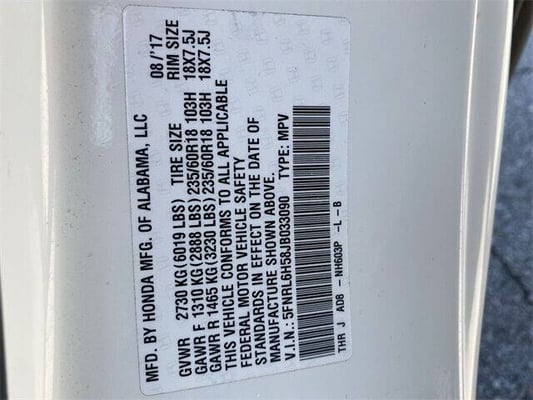 MFD. BY HONDA MFG. OF ALABAMA, LLC 08/'17
GVWR 2730 KG(6019 LBS) TIRE SIZE RIM SIZE
GAWR F 1310 KG(2888 LBS)235/60R18 103H 18X7.5J
GAWR R 1465 KG(3230 LBS)235/60R18 103H 18X7.5J
THIS VEHICLE CONFORMS TO ALL APPLICABLE
FEDERAL MOTOR VEHICLE SAFETY
STANDARDS IN EFFECT ON THE DATE OF
MANUFACTURE SHOWN ABOVE.
V.I.N.: 5FNRL6H58JB033090 TYPE: MPV
THR J AD8 - NH603P -L -B